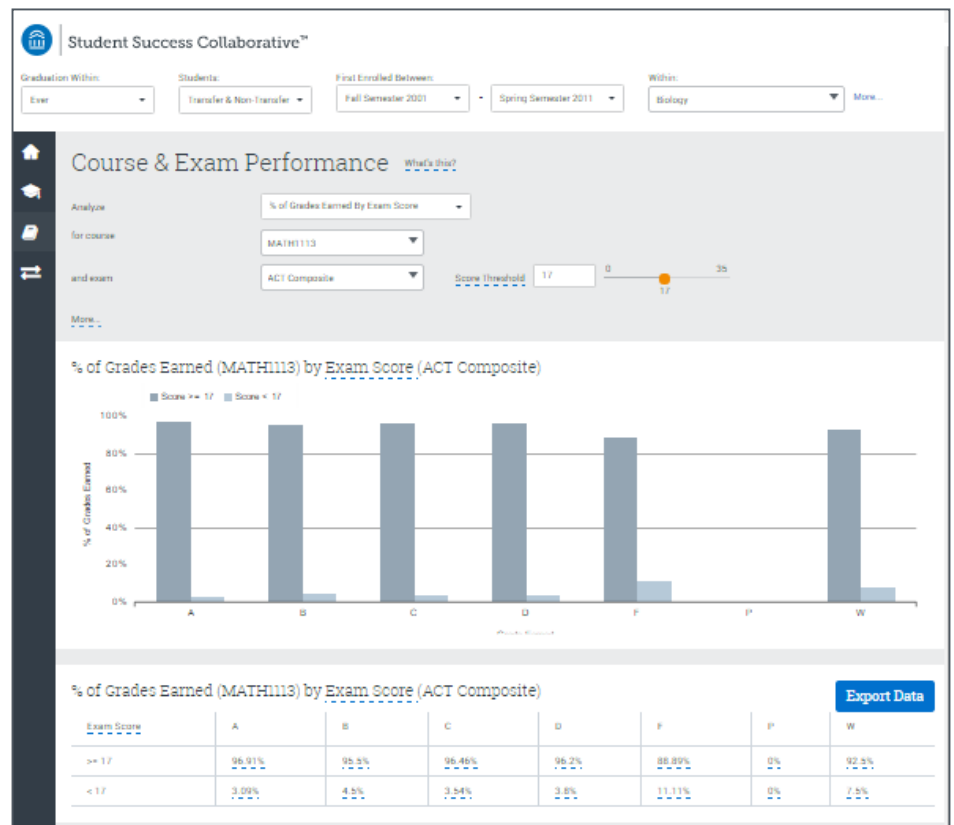 Student Success Collaborative™
Graduation Within: Students: First Enrolled Between: Within:
Ever Transfer & Non-Transfer Fall Semester 2001 - Spring Semester 2011 Biology More...
Course & Exam Performance What's this?
Analyze % of Grades Earned By Exam Score
for course MATH1113
and exam ACT Composite Score Threshold 17 0 35
17
More...
% of Grades Earned (MATH1113) by Exam Score (ACT Composite)
Score >= 17 Score < 17
100%
80%
60%
40%
20%
0%
% of Grades Earned
A B C D F P W
Grade Earned
% of Grades Earned (MATH1113) by Exam Score (ACT Composite) Export Data
Exam Score A B C D F P W
>= 17 96.91% 95.5% 96.46% 96.2% 88.89% 0% 92.5%
< 17 3.09% 4.5% 3.54% 3.8% 11.11% 0% 7.5%